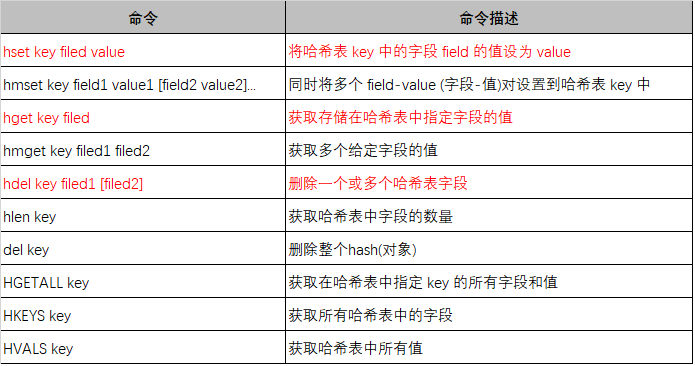 命令 命令描述
hset key filed value 将哈希表 key 中的字段 field 的值设为 value
hmset key field1 value1 [field2 value2]... 同时将多个 field-value (字段-值)对设置到哈希表 key 中
hget key filed 获取存储在哈希表中指定字段的值
hmget key filed1 filed2 获取多个给定字段的值
hdel key filed1 [filed2] 删除一个或多个哈希表字段
hlen key 获取哈希表中字段的数量
del key 删除整个hash(对象)
HGETALL key 获取在哈希表中指定 key 的所有字段和值
HKEYS key 获取所有哈希表中的字段
HVALS key 获取哈希表中所有值